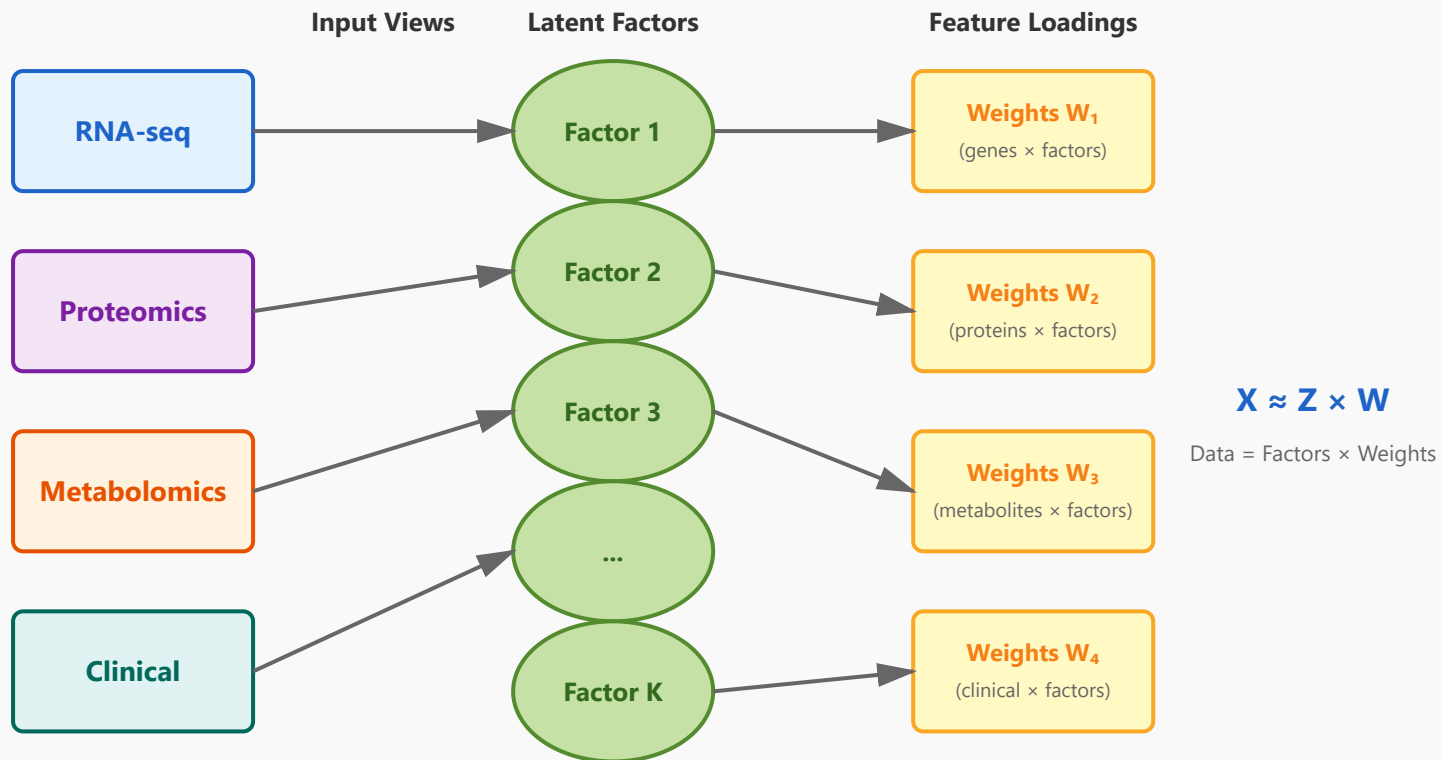 Input Views
Latent Factors
Feature Loadings
RNA-seq
Proteomics
Metabolomics
Clinical
Factor 1
Factor 2
Factor 3
...
Factor K
Weights W₁
(genes × factors)
Weights W₂
(proteins × factors)
Weights W₃
(metabolites × factors)
Weights W₄
(clinical × factors)
X ≈ Z × W
Data = Factors × Weights